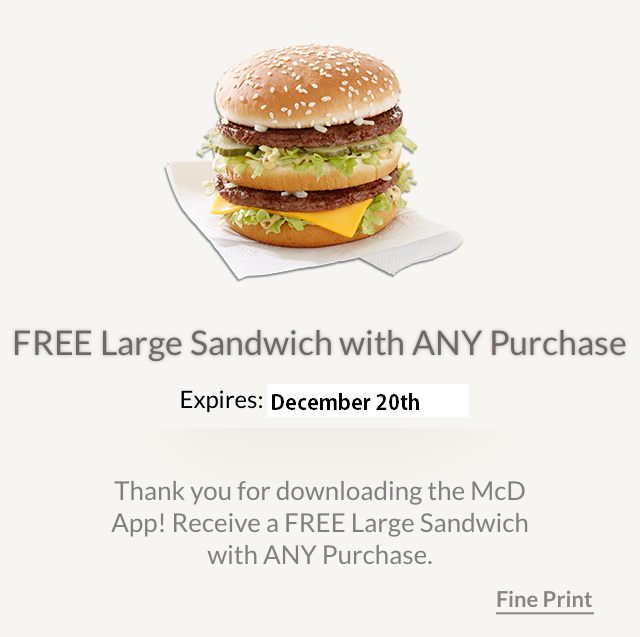 FREE Large Sandwich with ANY Purchase
Expires: December 20th
Thank you for downloading the McD
App! Receive a FREE Large Sandwich
with ANY Purchase.
Fine Print